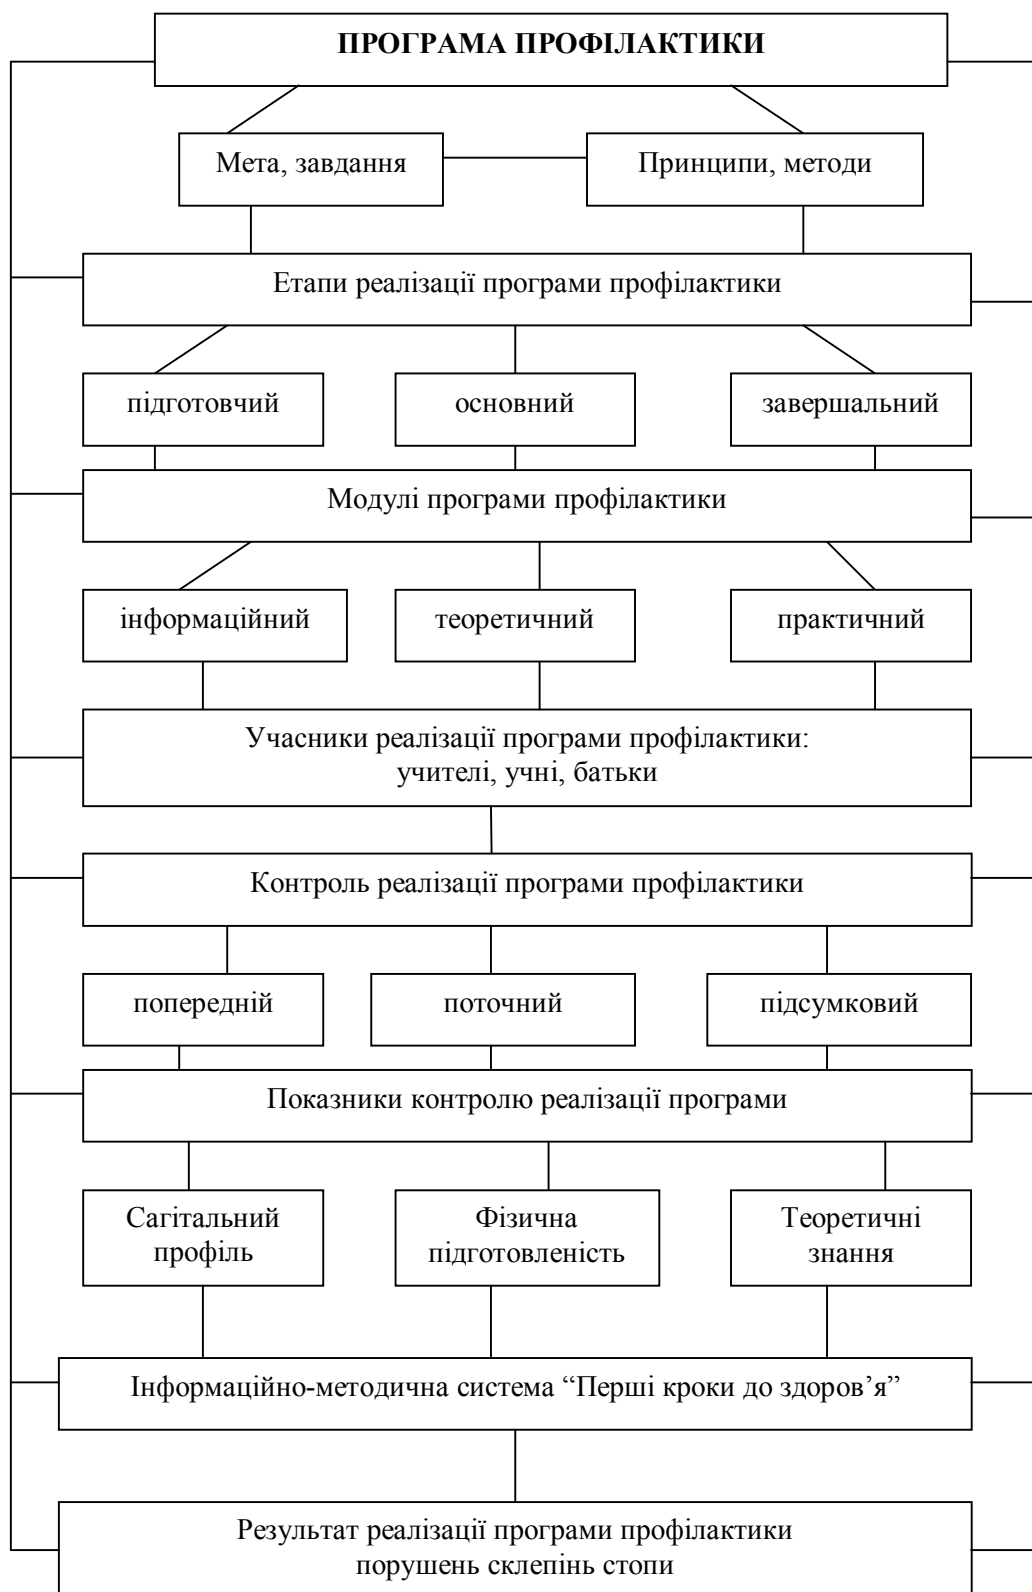 ПРОГРАМА ПРОФІЛАКТИКИ
Мета, завдання
Принципи, методи
Етапи реалізації програми профілактики
підготовчий
основний
завершальний
Модулі програми профілактики
інформаційний
теоретичний
практичний
Учасники реалізації програми профілактики:
учителі, учні, батьки
Контроль реалізації програми профілактики
попередній
поточний
підсумковий
Показники контролю реалізації програми
Сагітальний
профіль
Фізична
підготовленість
Теоретичні
знання
Інформаційно-методична система “Перші кроки до здоров’я”
Результат реалізації програми профілактики
порушень склепінь стопи